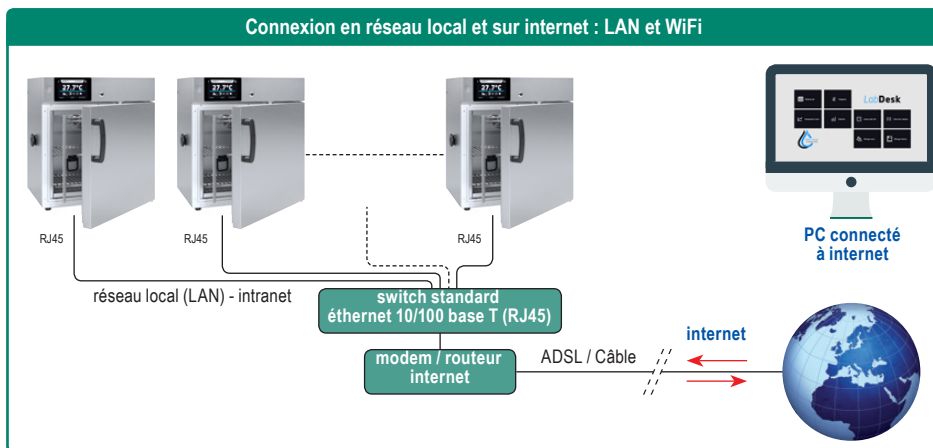 Connexion en réseau local et sur internet : LAN et WiFi
27.7°C
27.7°C
27.7°C
LabDesk
RJ45
RJ45
RJ45
PC connecté
à internet
réseau local (LAN) - intranet
switch standard
éthernet 10/100 base T (RJ45)
modem / routeur
internet
ADSL / Câble
internet